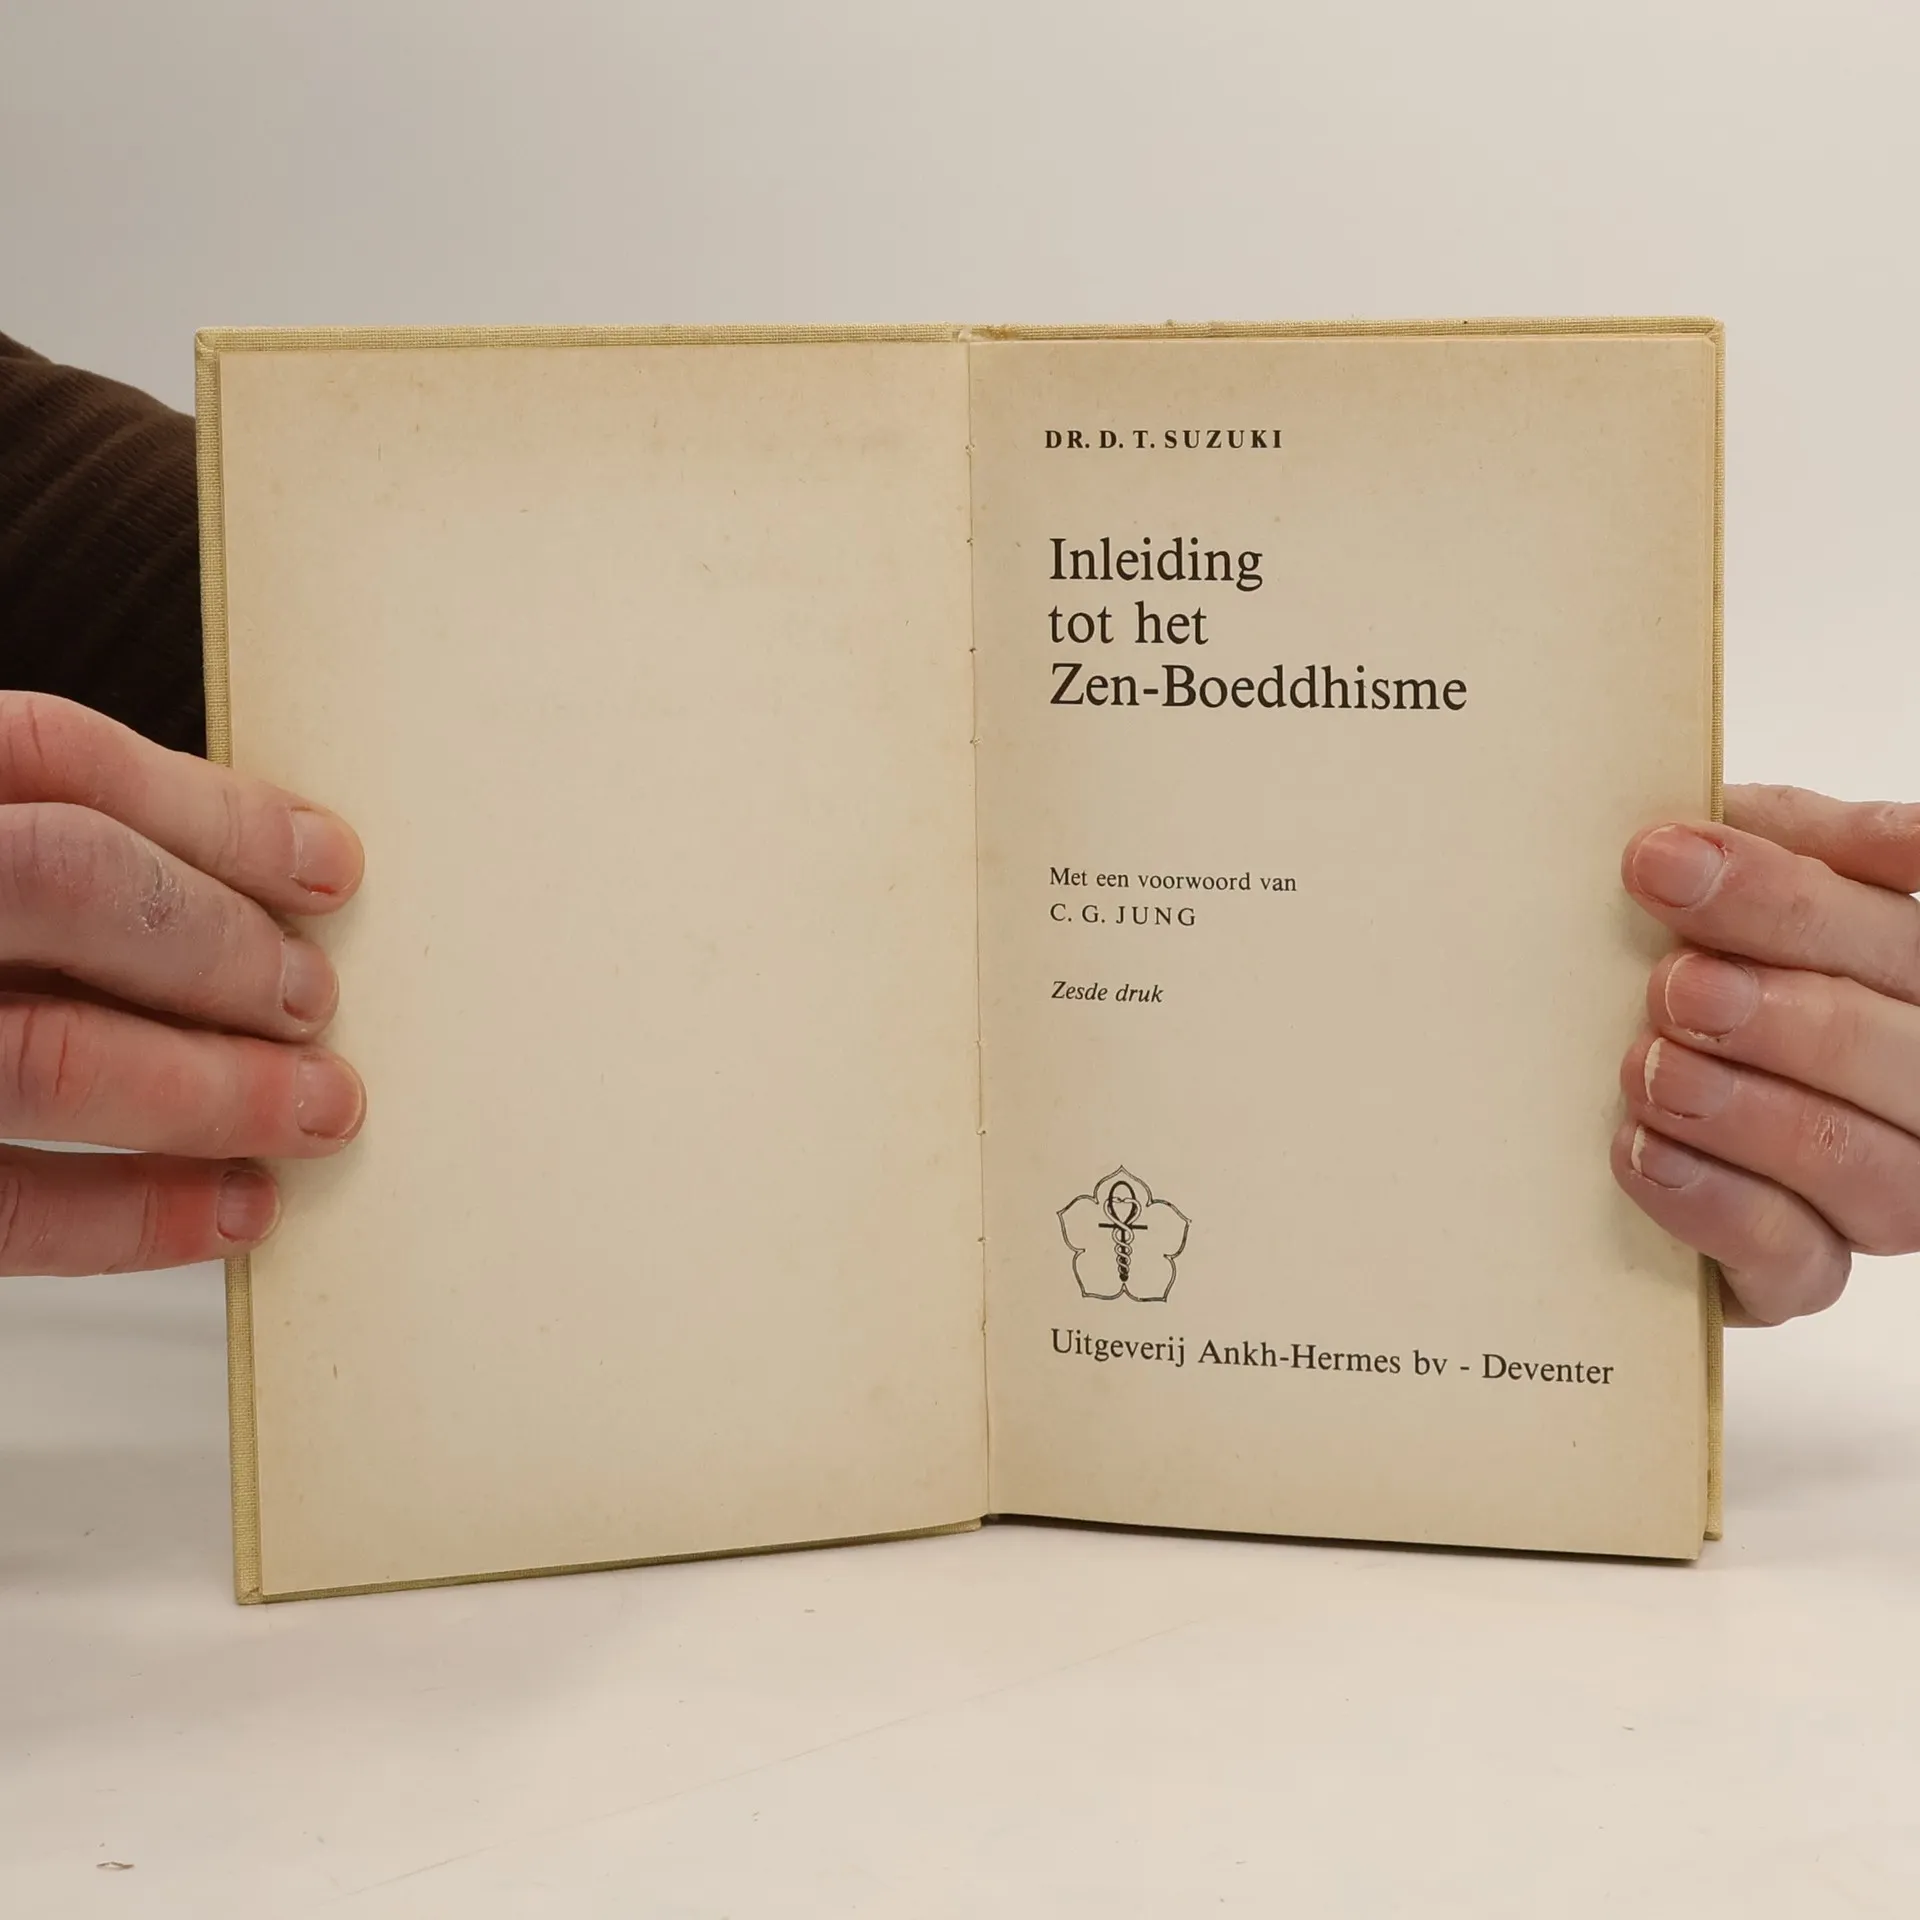 DR. D. T. SUZUKI
Inleiding
tot het
Zen-Boeddhisme
Met een voorwoord van
C. G. JUNG
Zesde druk
Uitgeverij Ankh-Hermes bv - Deventer